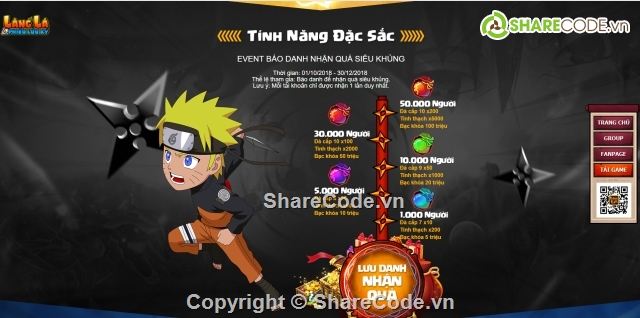 LÀNG LÁ
PHIÊU LƯU KÝ
SHARECODE.vn
Tính Năng Đặc Sắc
EVENT BÁO DANH NHẬN QUÀ SIÊU KHỦNG
Thời gian: 01/10/2018 - 30/12/2018
Thể lệ tham gia: Báo danh để nhận quà siêu khủng.
Lưu ý: Mỗi tài khoản chỉ được nhận 1 lần duy nhất.
50.000 Người
Đá cấp 10 x200
Tinh thạch x5000
Bạc khóa 100 triệu
30.000 Người
Đá cấp 10 x100
Tinh thạch x2000
Bạc khóa 50 triệu
10.000 Người
Đá cấp 9 x50
Tinh thạch x1000
Bạc khóa 20 triệu
5.000 Người
Bạc khóa 10 triệu
1.000 Người
Đá cấp 7 x10
Tinh thạch x200
Bạc khóa 5 triệu
TRANG CHỦ
GROUP
FANPAGE
TẢI GAME
ShareCode.vn
LƯU DANH
NHẬN
QUÀ
Copyright © ShareCode.vn